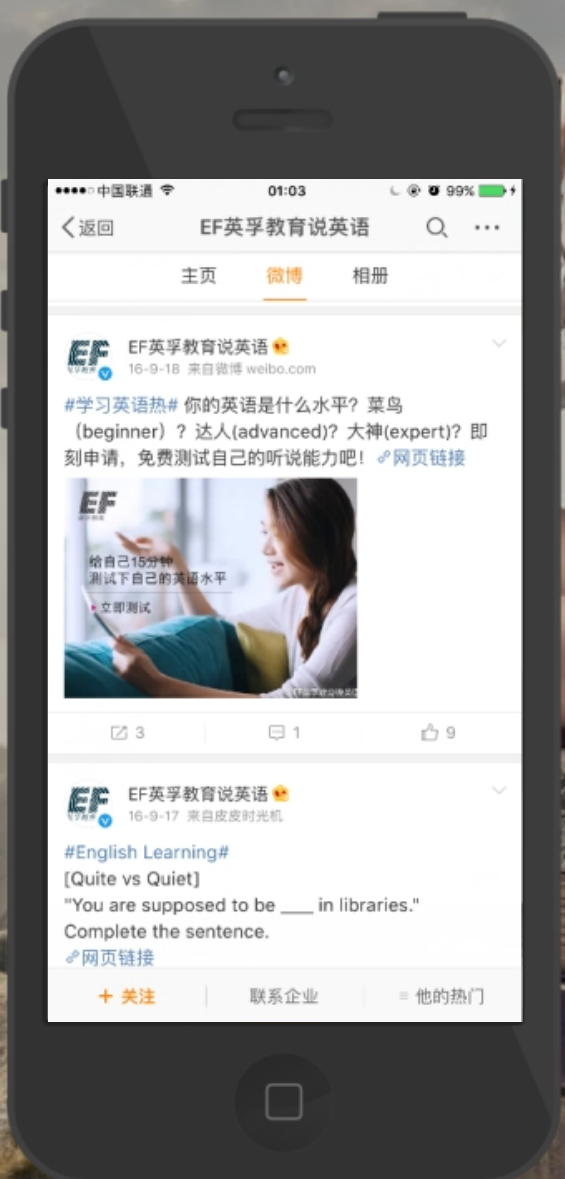 中国联通 01:03 99%
返回 EF英孚教育说英语
主页 微博 相册
EF
EF英孚教育说英语
16-9-18 来自微博 weibo.com
#学习英语热# 你的英语是什么水平？菜鸟
（beginner）？达人(advanced)？大神(expert)？即
刻申请，免费测试自己的听说能力吧！网页链接
EF
给自己15分钟
测试下自己的英语水平
立即测试
3 1 9
EF
EF英孚教育说英语
16-9-17 来自皮皮时光机
#English Learning#
[Quite vs Quiet]
"You are supposed to be ____ in libraries."
Complete the sentence.
网页链接
+ 关注 联系企业 他的热门